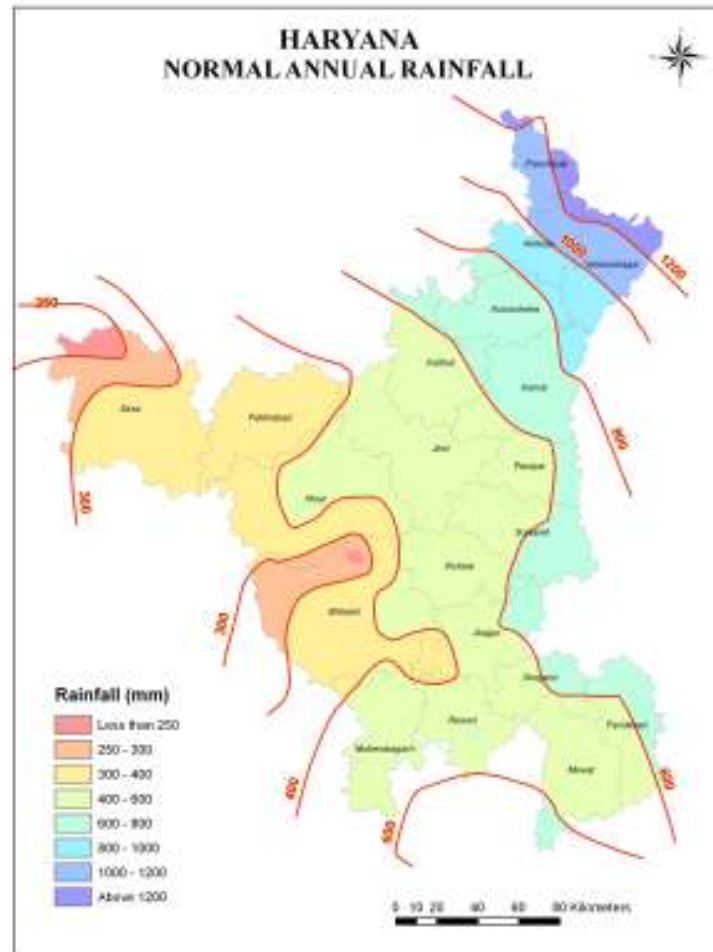 HARYANA
NORMAL ANNUAL RAINFALL
Panchkula
1000
1200
Ambala
Yamunanagar
250
Kurukshetra
Kaithal
Karnal
Sirsa
Fatehabad
800
Jind
Panipat
Hisar
300
Sonipat
Rohtak
300
Bhiwani
Jhajjar
Gurgaon
Rewari
Faridabad
Mahendragarh
Mewat
400
600
600
Rainfall (mm)
Less than 250
250 - 300
300 - 400
400 - 600
600 - 800
800 - 1000
1000 - 1200
Above 1200
0 10 20 40 60 80 Kilometers